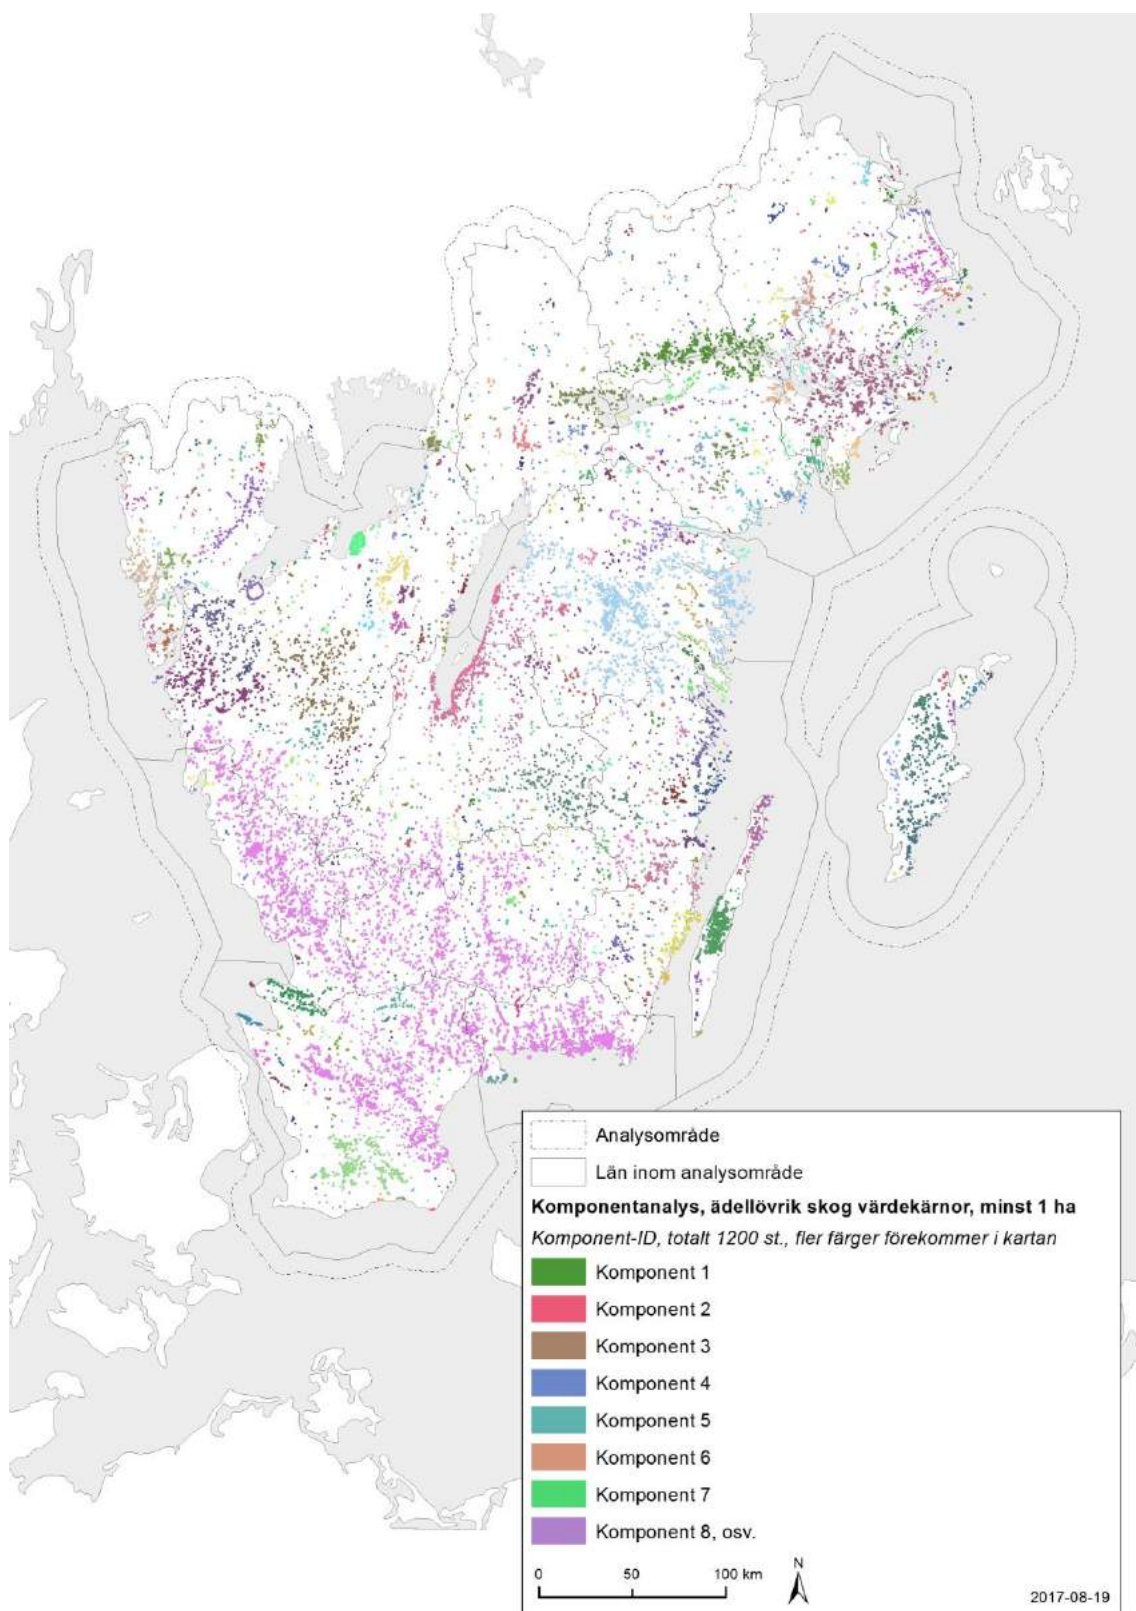 Analysområde
Län inom analysområde
Komponentanalys, ädellövrik skog värdekärnor, minst 1 ha
Komponent-ID, totalt 1200 st., fler färger förekommer i kartan
Komponent 1
Komponent 2
Komponent 3
Komponent 4
Komponent 5
Komponent 6
Komponent 7
Komponent 8, osv.
0 50 100 km
N
2017-08-19